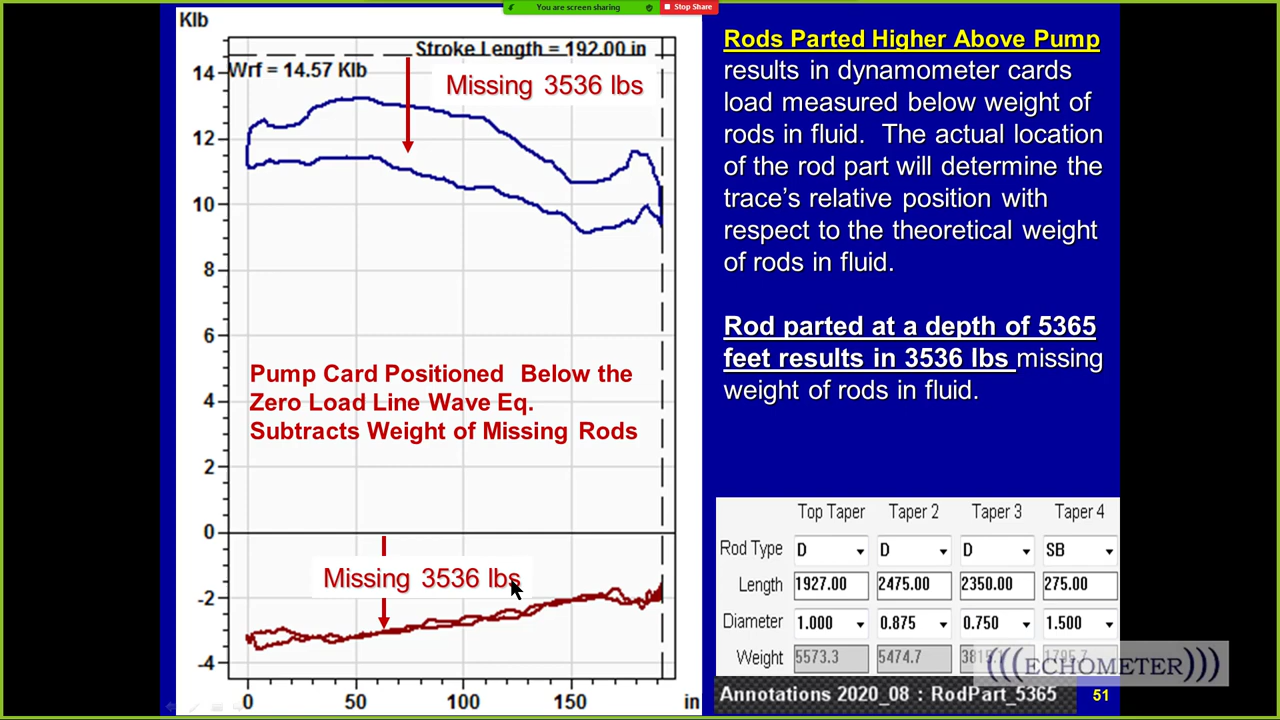 You are screen sharing
Stop Share
Klb
Stroke Length = 192.00 in
Wrf = 14.57 Klb
Missing 3536 lbs
14
12
10
8
6
4
2
0
-2
-4
Pump Card Positioned Below the
Zero Load Line Wave Eq.
Subtracts Weight of Missing Rods
Missing 3536 lbs
0 50 100 150 in
Rods Parted Higher Above Pump
results in dynamometer cards
load measured below weight of
rods in fluid. The actual location
of the rod part will determine the
trace's relative position with
respect to the theoretical weight
of rods in fluid.
Rod parted at a depth of 5365
feet results in 3536 lbs missing
weight of rods in fluid.
Top Taper Taper 2 Taper 3 Taper 4
Rod Type D D D SB
Length 1927.00 2475.00 2350.00 275.00
Diameter 1.000 0.875 0.750 1.500
Weight 5573.3 5474.7
(((ECHOMETER)))
Annotations 2020_08 : RodPart_5365 51